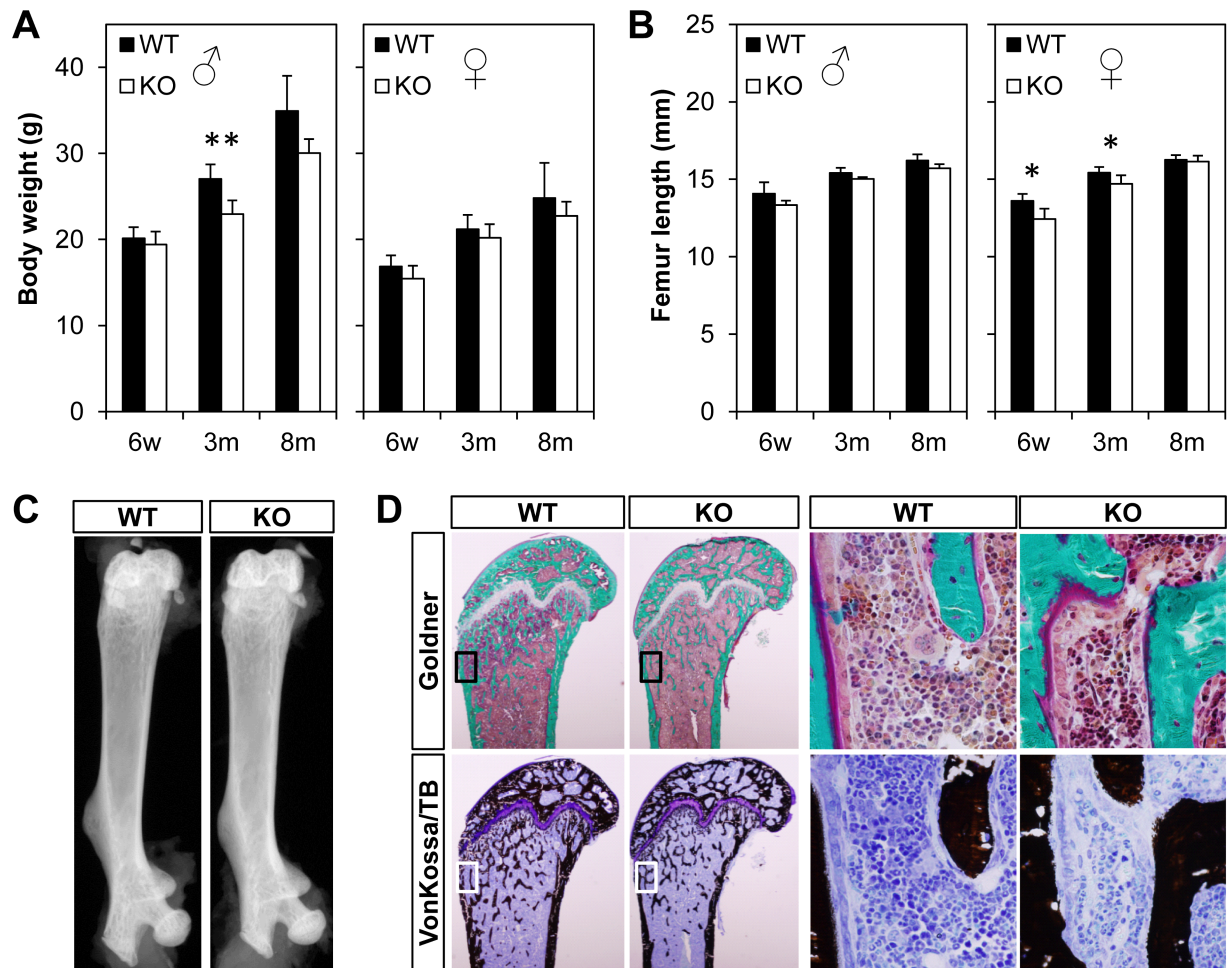 A
Body weight (g)
40
30
20
10
0
WT
KO
♂
**
6w 3m 8m
WT
KO
♀
6w 3m 8m
B
Femur length (mm)
25
20
15
10
5
0
WT
KO
♂
6w 3m 8m
WT
KO
♀
*
*
6w 3m 8m
C
WT KO
D
WT KO WT KO
Goldner
VonKossa/TB